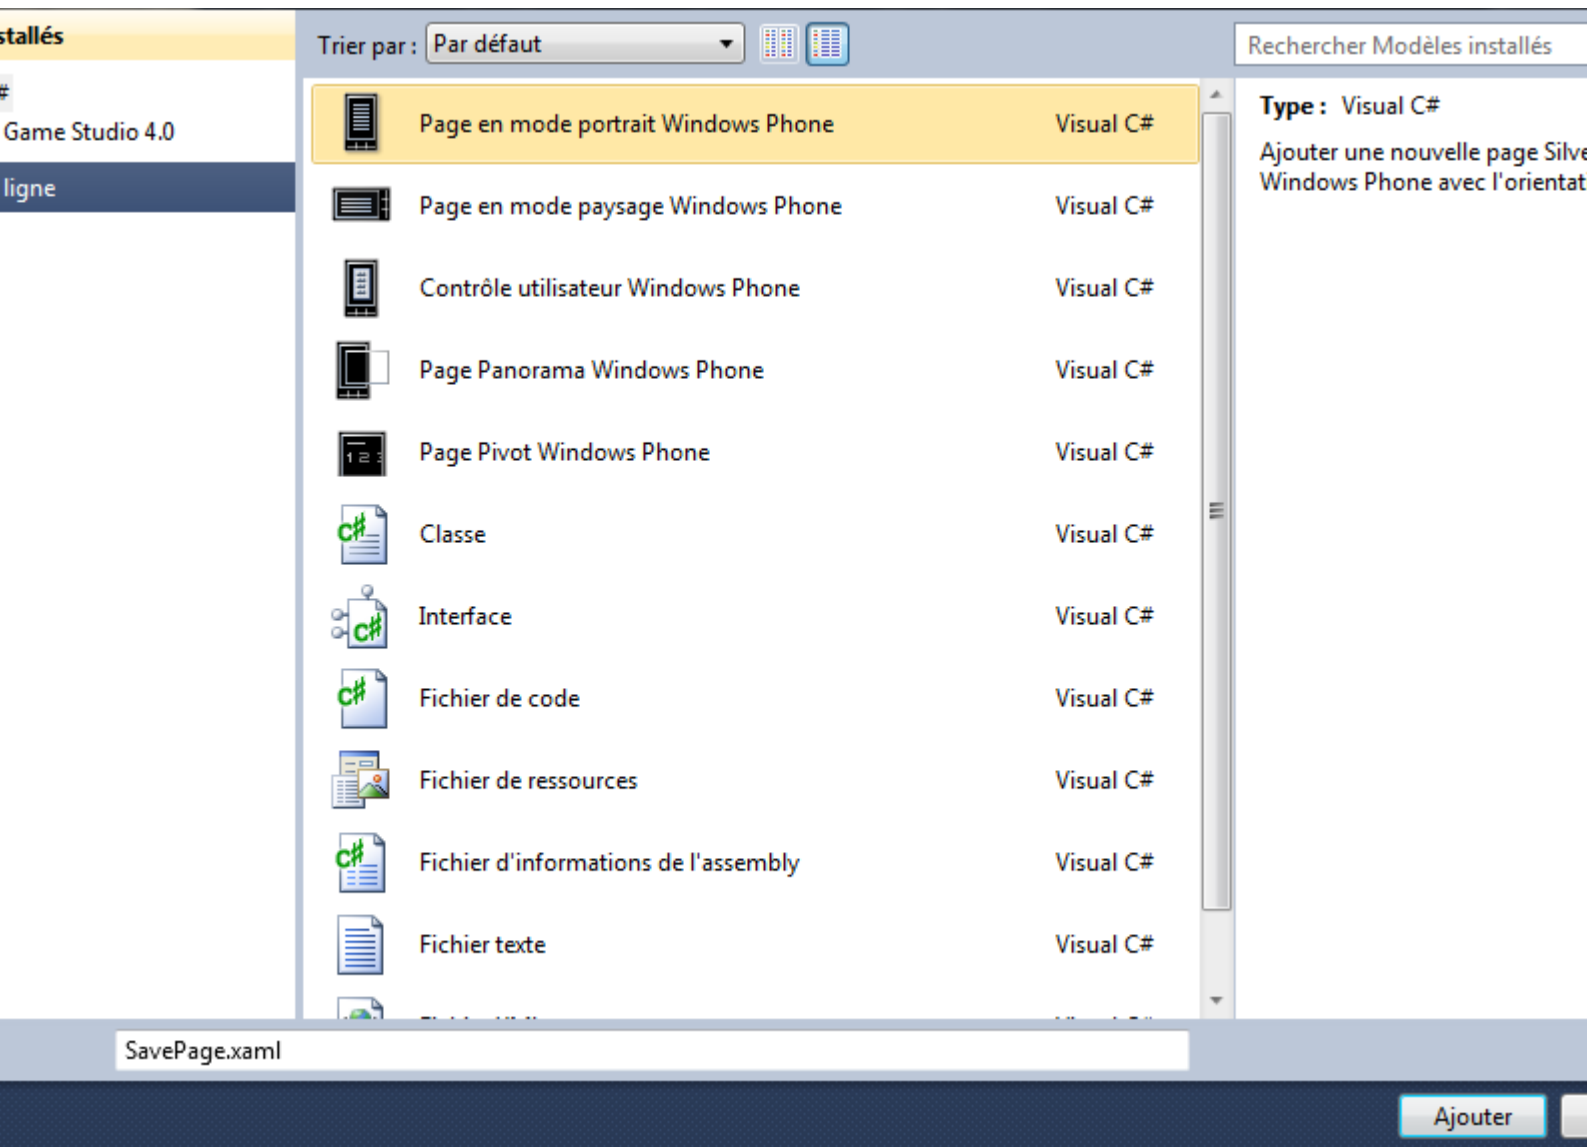 stallés
Trier par : Par défaut
Rechercher Modèles installés
#
Game Studio 4.0
ligne
Page en mode portrait Windows Phone Visual C#
Page en mode paysage Windows Phone Visual C#
Contrôle utilisateur Windows Phone Visual C#
Page Panorama Windows Phone Visual C#
Page Pivot Windows Phone Visual C#
Classe Visual C#
Interface Visual C#
Fichier de code Visual C#
Fichier de ressources Visual C#
Fichier d'informations de l'assembly Visual C#
Fichier texte Visual C#
Type : Visual C#
Ajouter une nouvelle page Silve
Windows Phone avec l'orientat
SavePage.xaml
Ajouter